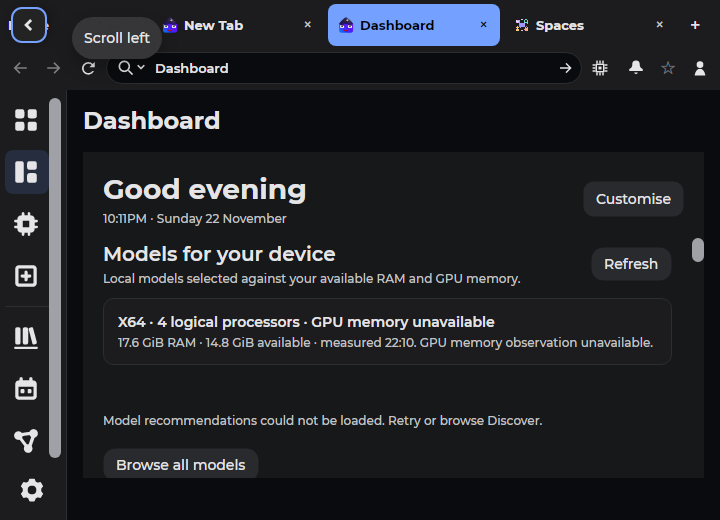 Scroll left
New Tab
Dashboard
Spaces
Dashboard
Dashboard
Good evening
10:11PM · Sunday 22 November
Customise
Models for your device
Local models selected against your available RAM and GPU memory.
Refresh
X64 · 4 logical processors · GPU memory unavailable
17.6 GiB RAM · 14.8 GiB available · measured 22:10. GPU memory observation unavailable.
Model recommendations could not be loaded. Retry or browse Discover.
Browse all models